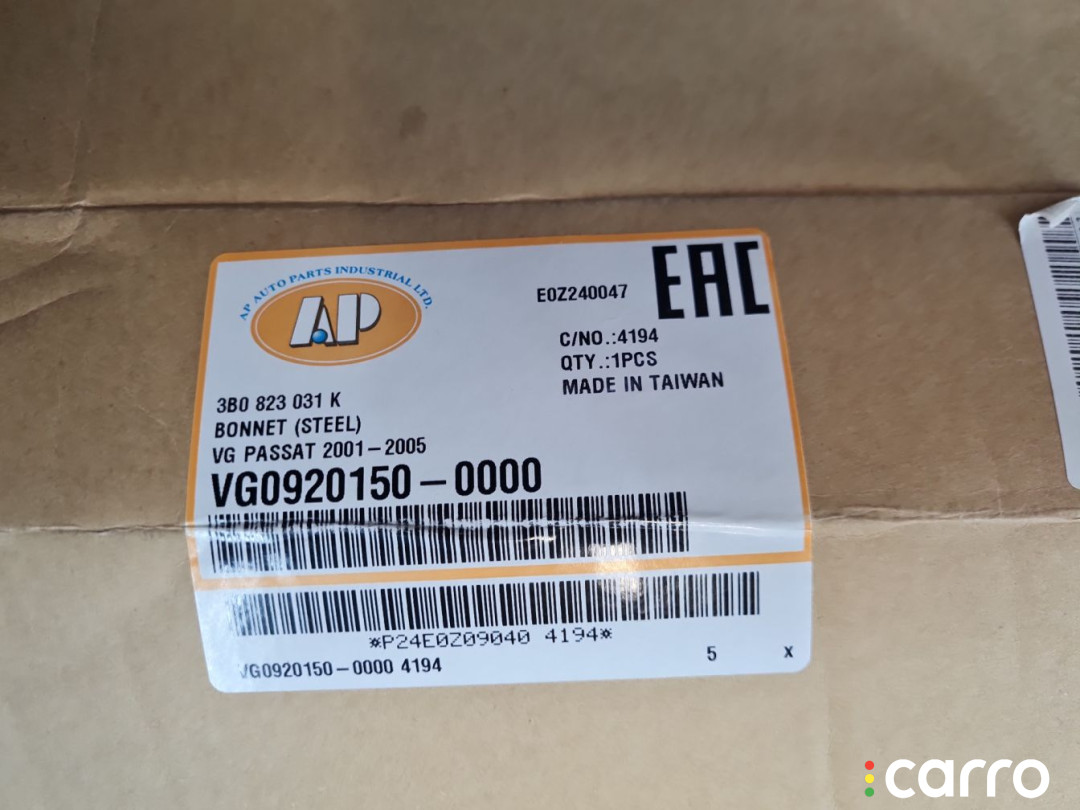 AP AUTO PARTS INDUSTRIAL LTD.
AP
E0Z240047
EAC
C/NO.:4194
QTY.:1PCS
MADE IN TAIWAN
3B0 823 031 K
BONNET (STEEL)
VG PASSAT 2001-2005
VG0920150-0000
*P24E0Z09040 4194*
VG0920150-0000 4194
5 x
carro